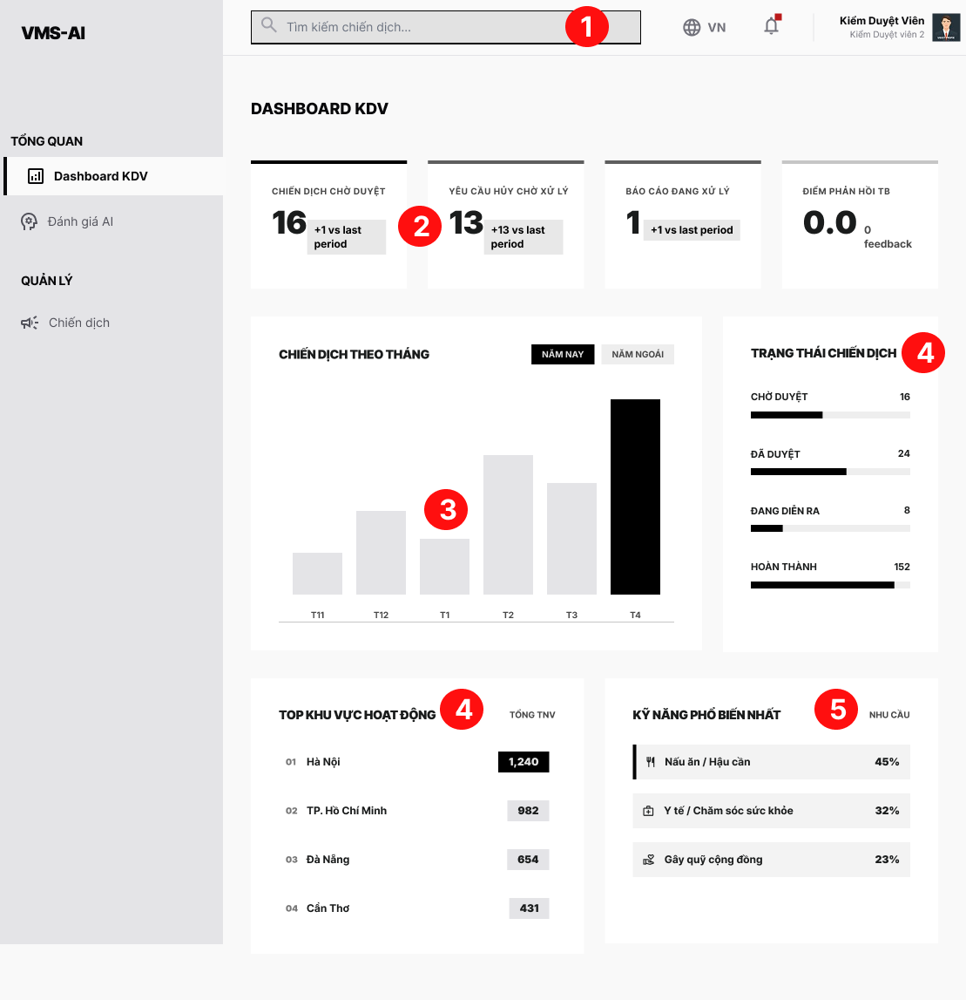 VMS-AI
TỔNG QUAN
Dashboard KDV
Đánh giá AI
QUẢN LÝ
Chiến dịch
Tìm kiếm chiến dịch...
1
VN
Kiểm Duyệt Viên
Kiểm Duyệt viên 2
DASHBOARD KDV
CHIẾN DỊCH CHỜ DUYỆT
16
+1 vs last
period
2
YÊU CẦU HỦY CHỜ XỬ LÝ
13
+13 vs last
period
BÁO CÁO ĐANG XỬ LÝ
1
+1 vs last period
ĐIỂM PHẢN HỒI TB
0.0
0
feedback
CHIẾN DỊCH THEO THÁNG
NĂM NAY
NĂM NGOÁI
3
T11
T12
T1
T2
T3
T4
TRẠNG THÁI CHIẾN DỊCH
4
CHỜ DUYỆT 16
ĐÃ DUYỆT 24
ĐANG DIỄN RA 8
HOÀN THÀNH 152
TOP KHU VỰC HOẠT ĐỘNG
4
TỔNG TNV
01 Hà Nội 1,240
02 TP. Hồ Chí Minh 982
03 Đà Nẵng 654
04 Cần Thơ 431
KỸ NĂNG PHỔ BIẾN NHẤT
5
NHU CẦU
Nấu ăn / Hậu cần 45%
Y tế / Chăm sóc sức khỏe 32%
Gây quỹ cộng đồng 23%